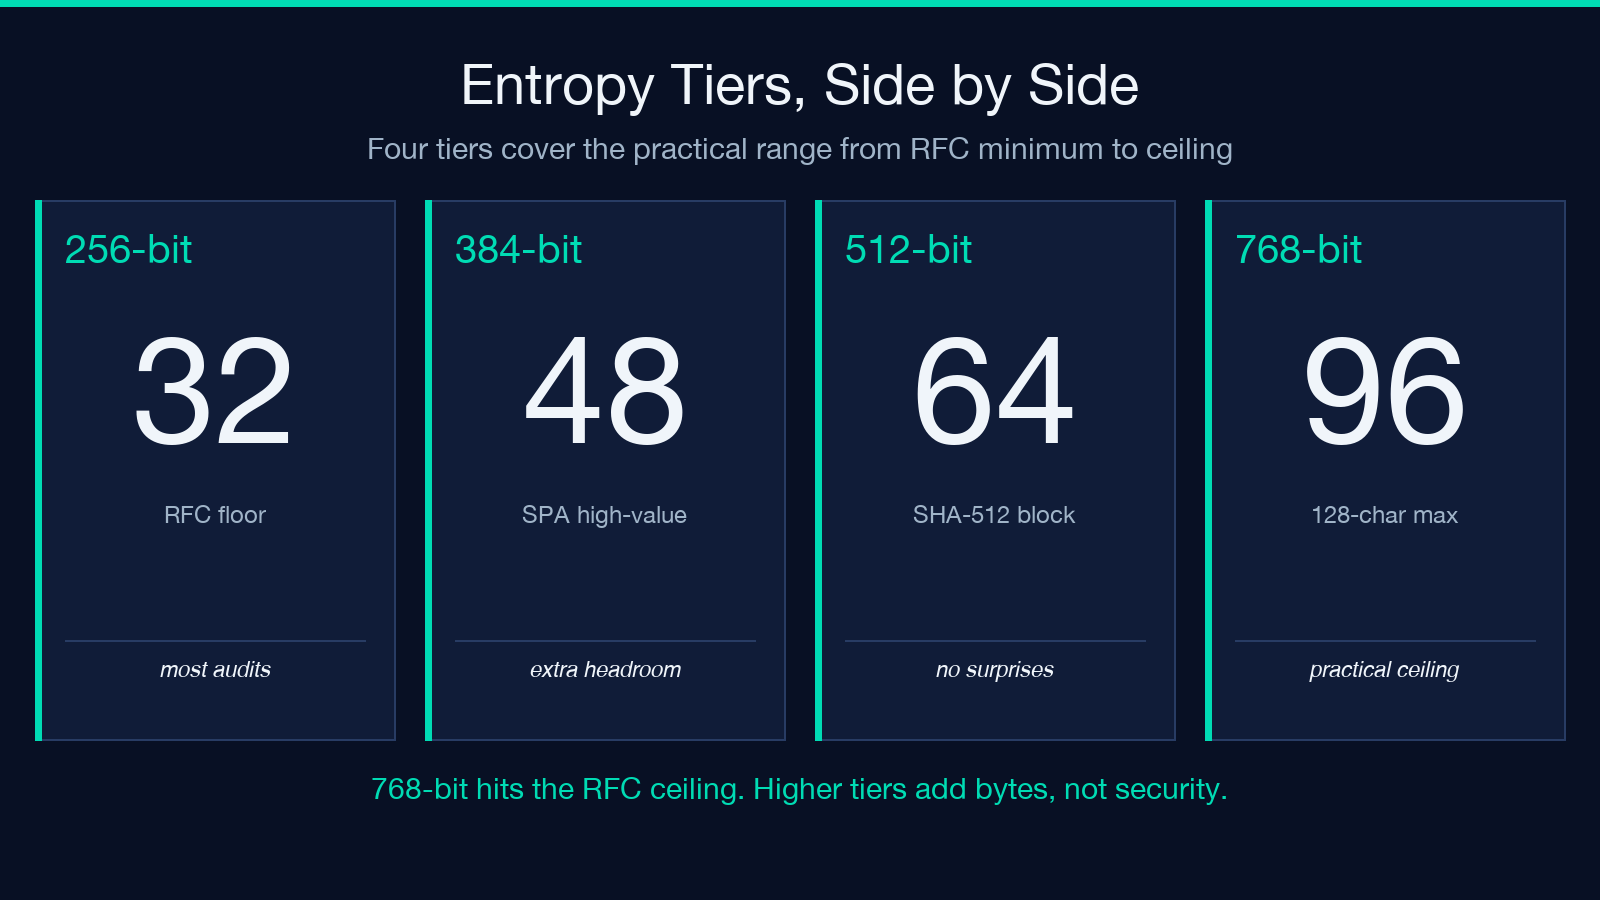 Entropy Tiers, Side by Side
Four tiers cover the practical range from RFC minimum to ceiling
256-bit
32
RFC floor
most audits
384-bit
48
SPA high-value
extra headroom
512-bit
64
SHA-512 block
no surprises
768-bit
96
128-char max
practical ceiling
768-bit hits the RFC ceiling. Higher tiers add bytes, not security.